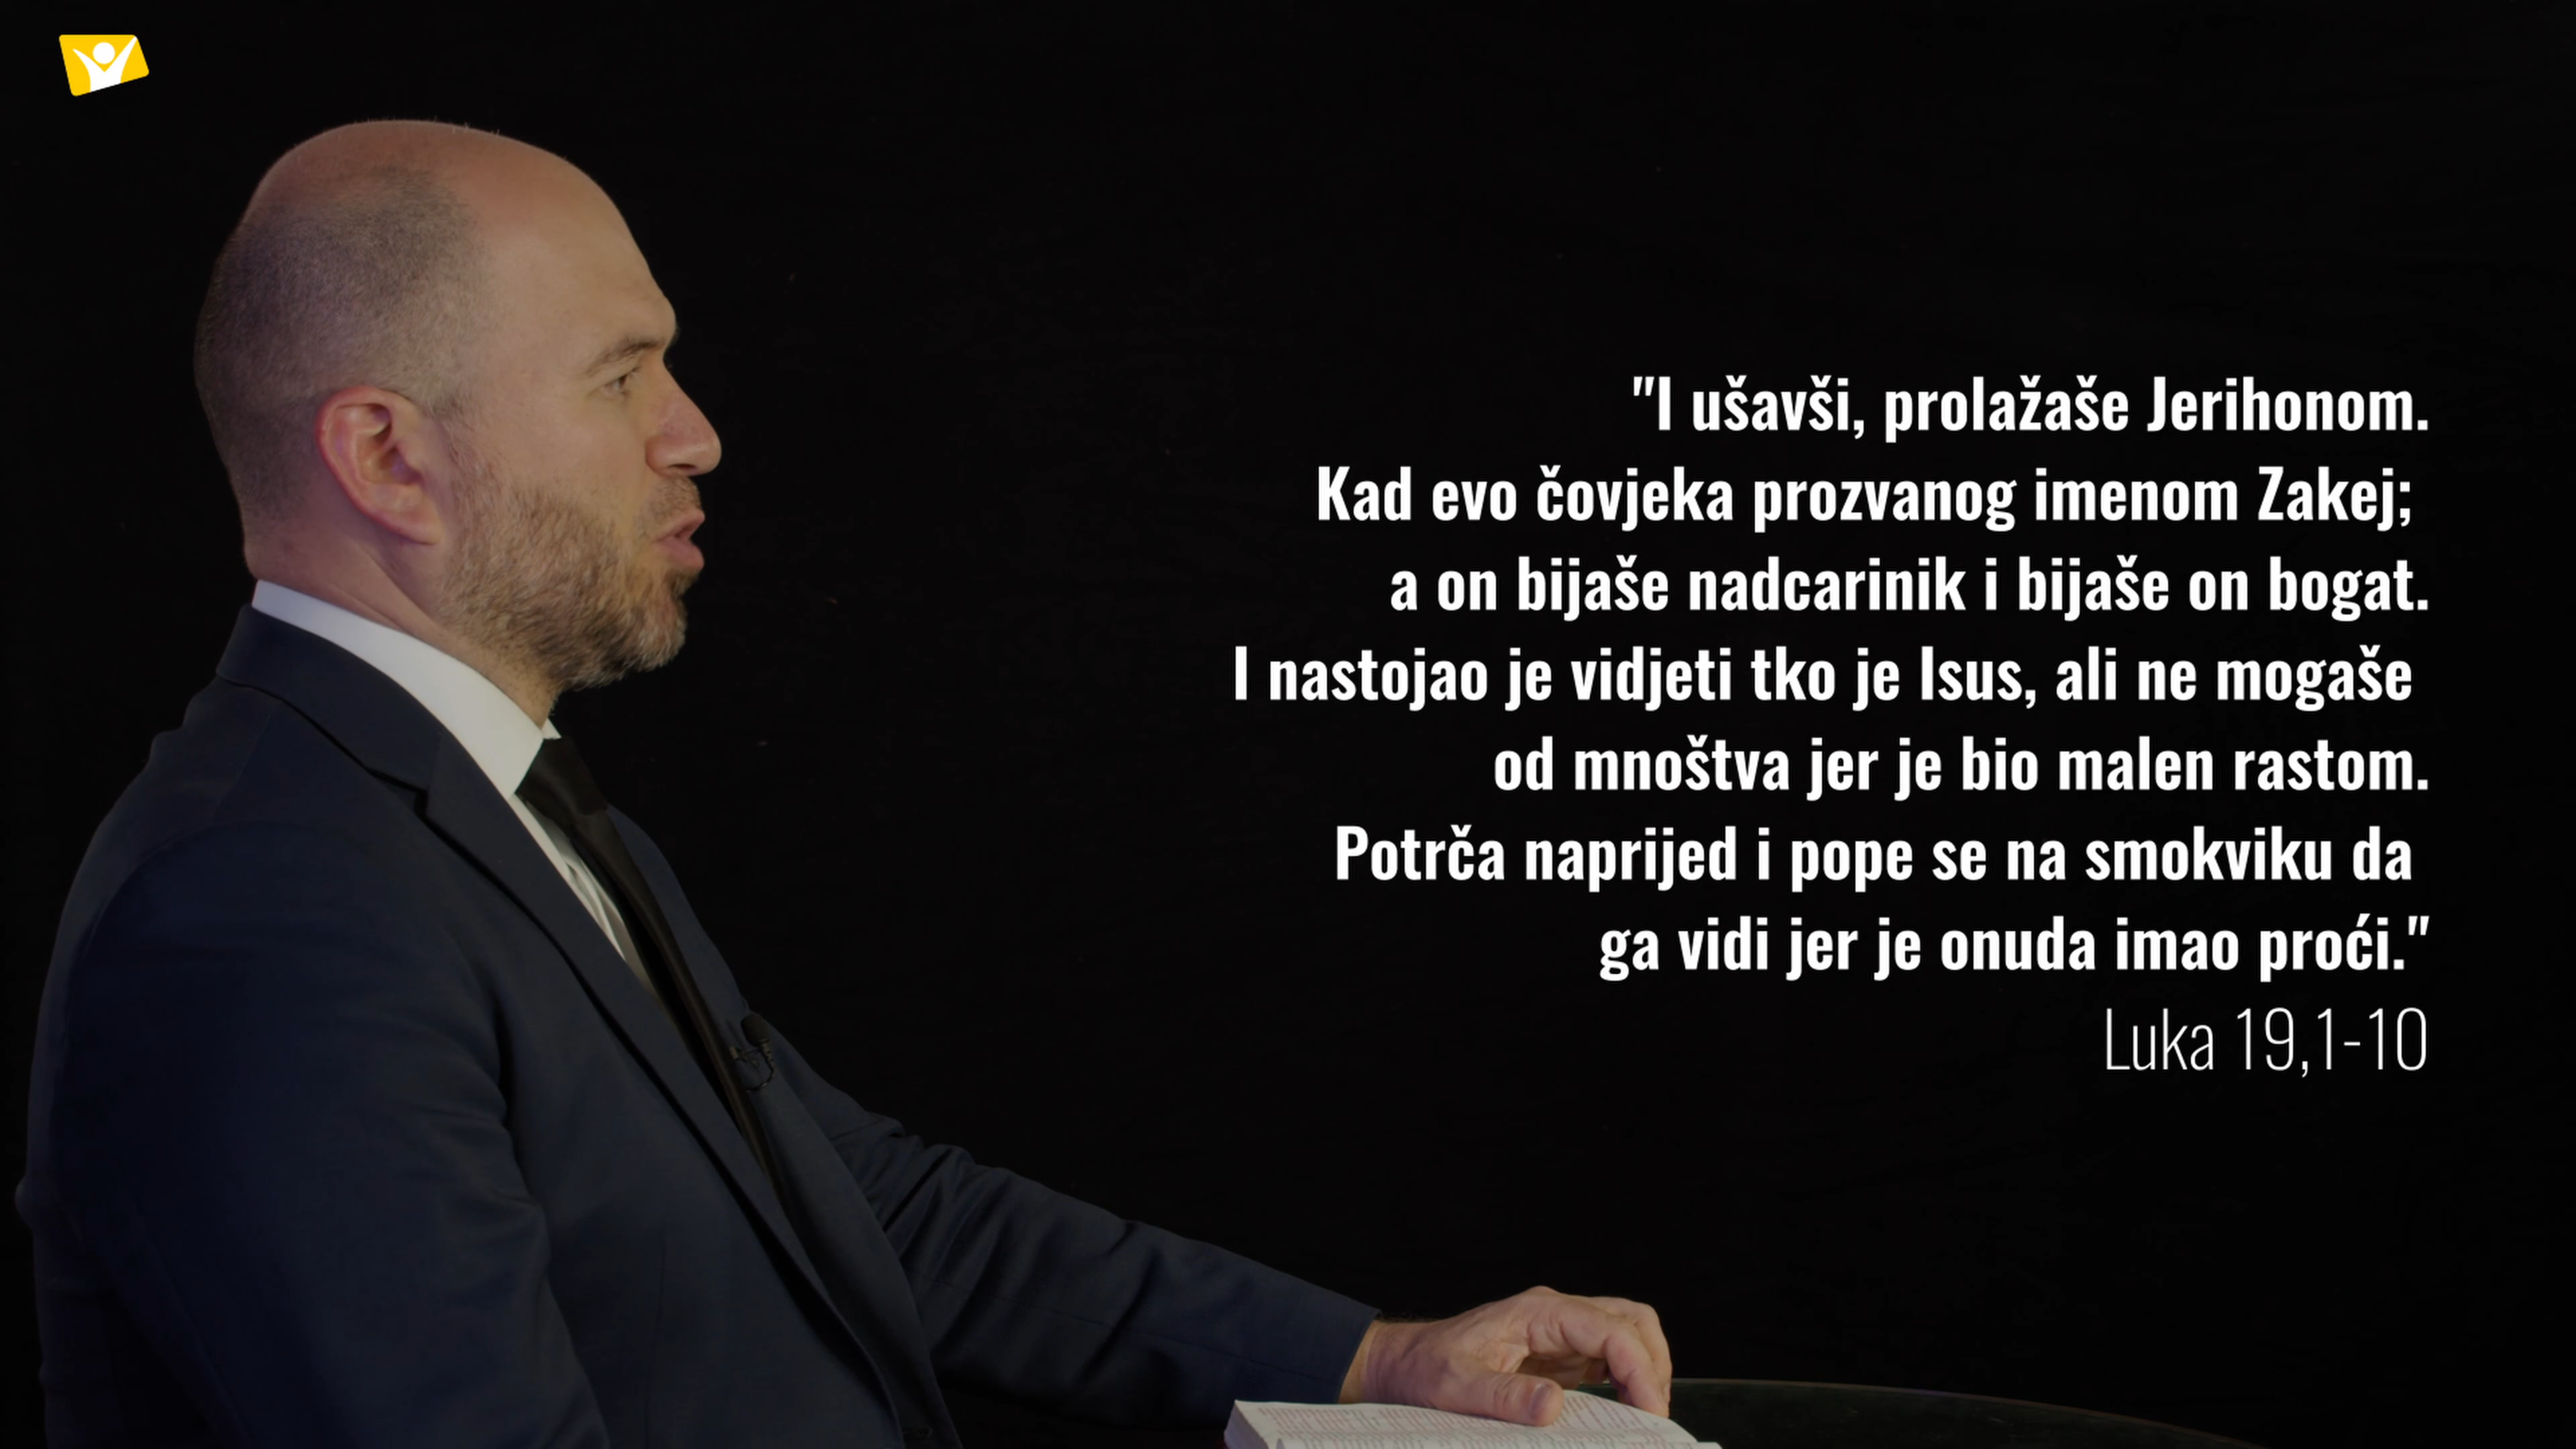 "I ušavši, prolažaše Jerihonom.
Kad evo čovjeka prozvanog imenom Zakej;
a on bijaše nadcarinik i bijaše on bogat.
I nastojao je vidjeti tko je Isus, ali ne mogaše
od mnoštva jer je bio malen rastom.
Potrča naprijed i pope se na smokviku da
ga vidi jer je onuda imao proći."
Luka 19,1-10